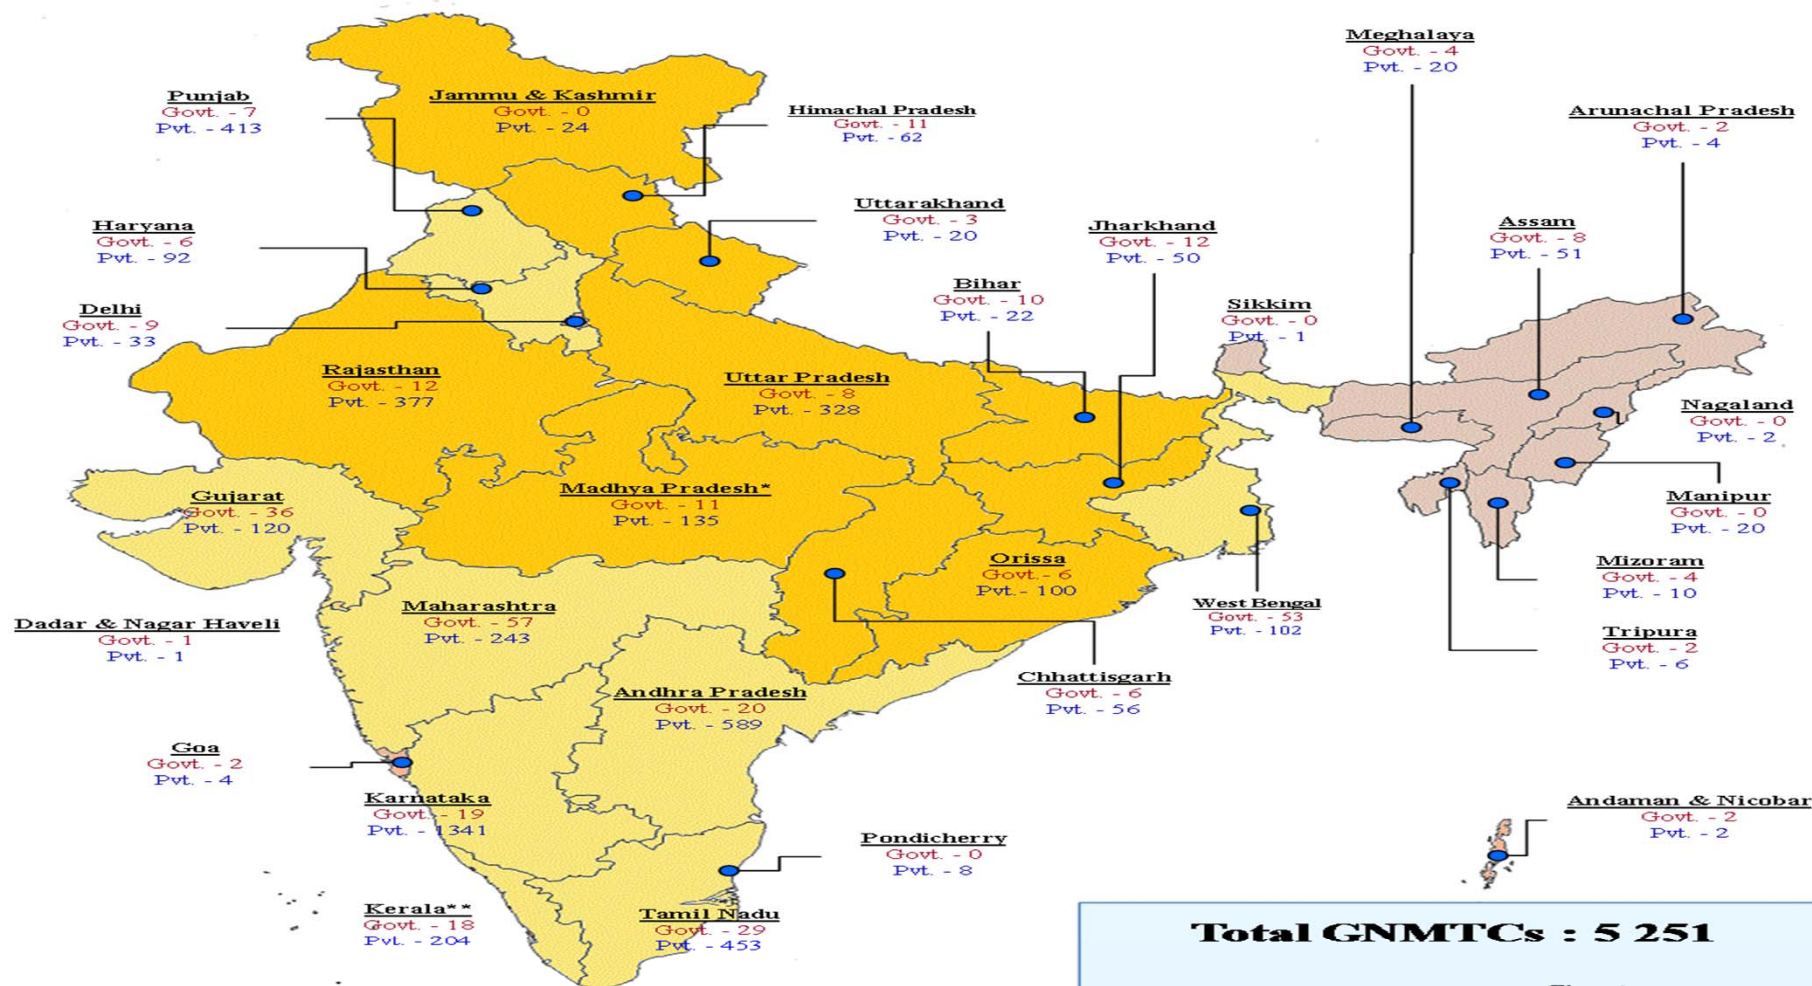 Meghalaya
Govt. - 4
Pvt. - 20
Punjab
Govt. - 7
Pvt. - 413
Jammu & Kashmir
Govt. - 0
Pvt. - 24
Himachal Pradesh
Govt. - 11
Pvt. - 62
Arunachal Pradesh
Govt. - 2
Pvt. - 4
Haryana
Govt. - 6
Pvt. - 92
Uttarakhand
Govt. - 3
Pvt. - 20
Jharkhand
Govt. - 12
Pvt. - 50
Assam
Govt. - 8
Pvt. - 51
Bihar
Govt. - 10
Pvt. - 22
Delhi
Govt. - 9
Pvt. - 33
Sikkim
Govt. - 0
Pvt. - 1
Rajasthan
Govt. - 12
Pvt. - 377
Uttar Pradesh
Govt. - 8
Pvt. - 328
Nagaland
Govt. - 0
Pvt. - 2
Gujarat
Govt. - 36
Pvt. - 120
Madhya Pradesh*
Govt. - 11
Pvt. - 135
Manipur
Govt. - 0
Pvt. - 20
Orissa
Govt. - 6
Pvt. - 100
Mizoram
Govt. - 4
Pvt. - 10
Maharashtra
Govt. - 57
Pvt. - 243
West Bengal
Govt. - 53
Pvt. - 102
Dadar & Nagar Haveli
Govt. - 1
Pvt. - 1
Tripura
Govt. - 2
Pvt. - 6
Chhattisgarh
Govt. - 6
Pvt. - 56
Andhra Pradesh
Govt. - 20
Pvt. - 589
Goa
Govt. - 2
Pvt. - 4
Karnataka
Govt. - 19
Pvt. - 1341
Andaman & Nicobar
Govt. - 2
Pvt. - 2
Pondicherry
Govt. - 0
Pvt. - 8
Kerala**
Govt. - 18
Pvt. - 204
Tamil Nadu
Govt. - 29
Pvt. - 453
Total GNMTCs : 5 251